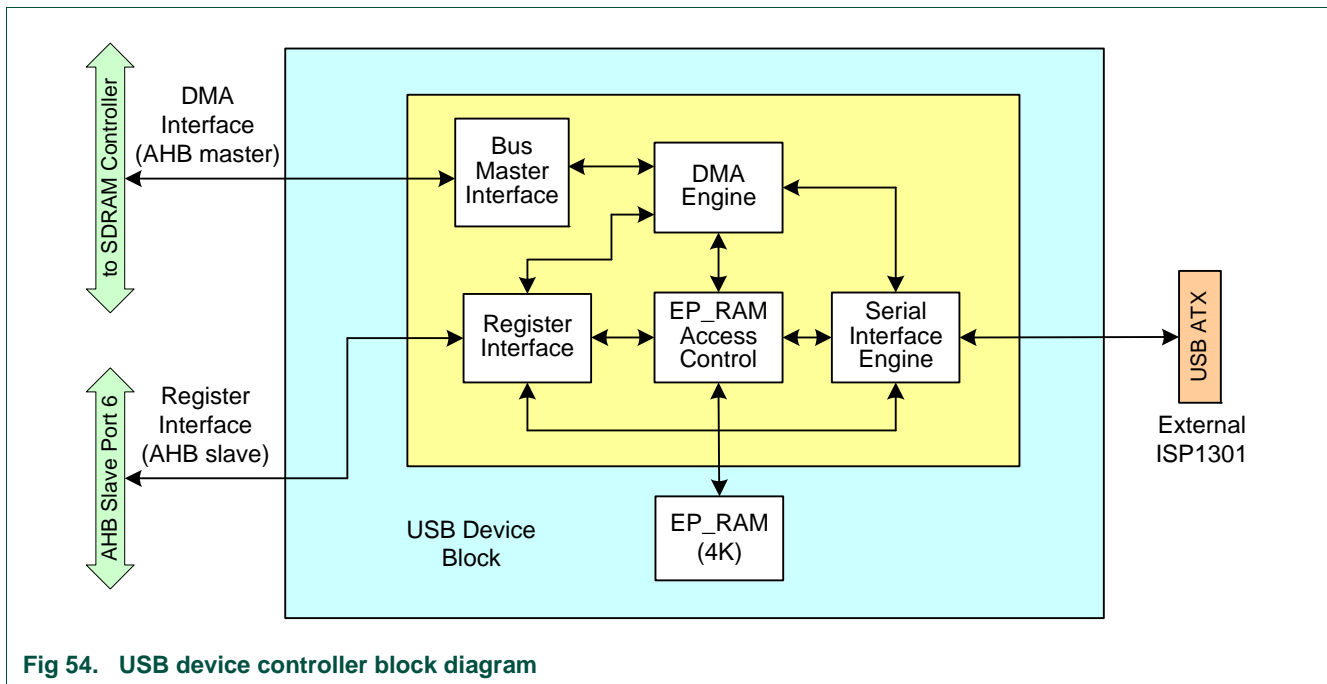 to SDRAM Controller
DMA
Interface
(AHB master)
Bus
Master
Interface
DMA
Engine
Register
Interface
EP_RAM
Access
Control
Serial
Interface
Engine
USB ATX
External
ISP1301
AHB Slave Port 6
Register
Interface
(AHB slave)
USB Device
Block
EP_RAM
(4K)
Fig 54. USB device controller block diagram